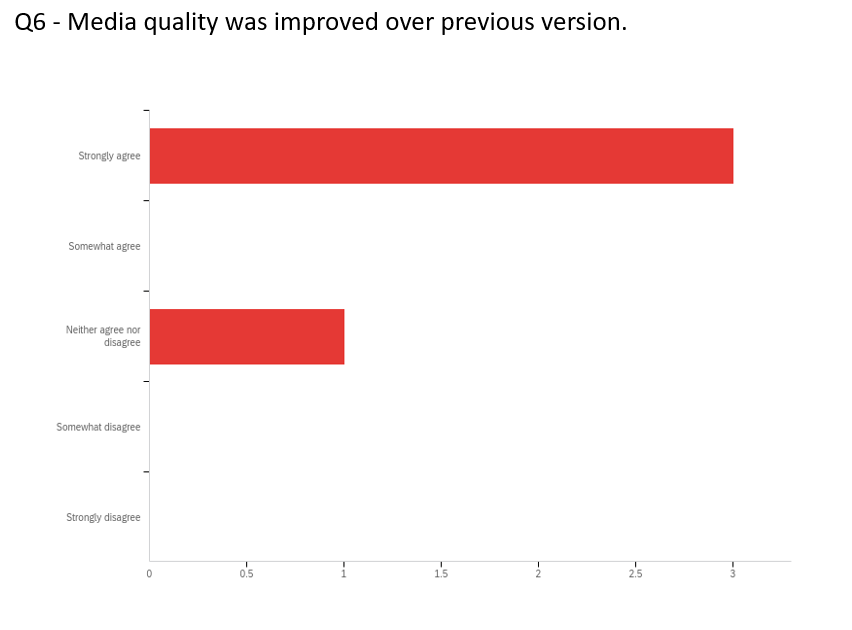 Q6 - Media quality was improved over previous version.
Strongly agree
Somewhat agree
Neither agree nor
disagree
Somewhat disagree
Strongly disagree
0 0.5 1 1.5 2 2.5 3